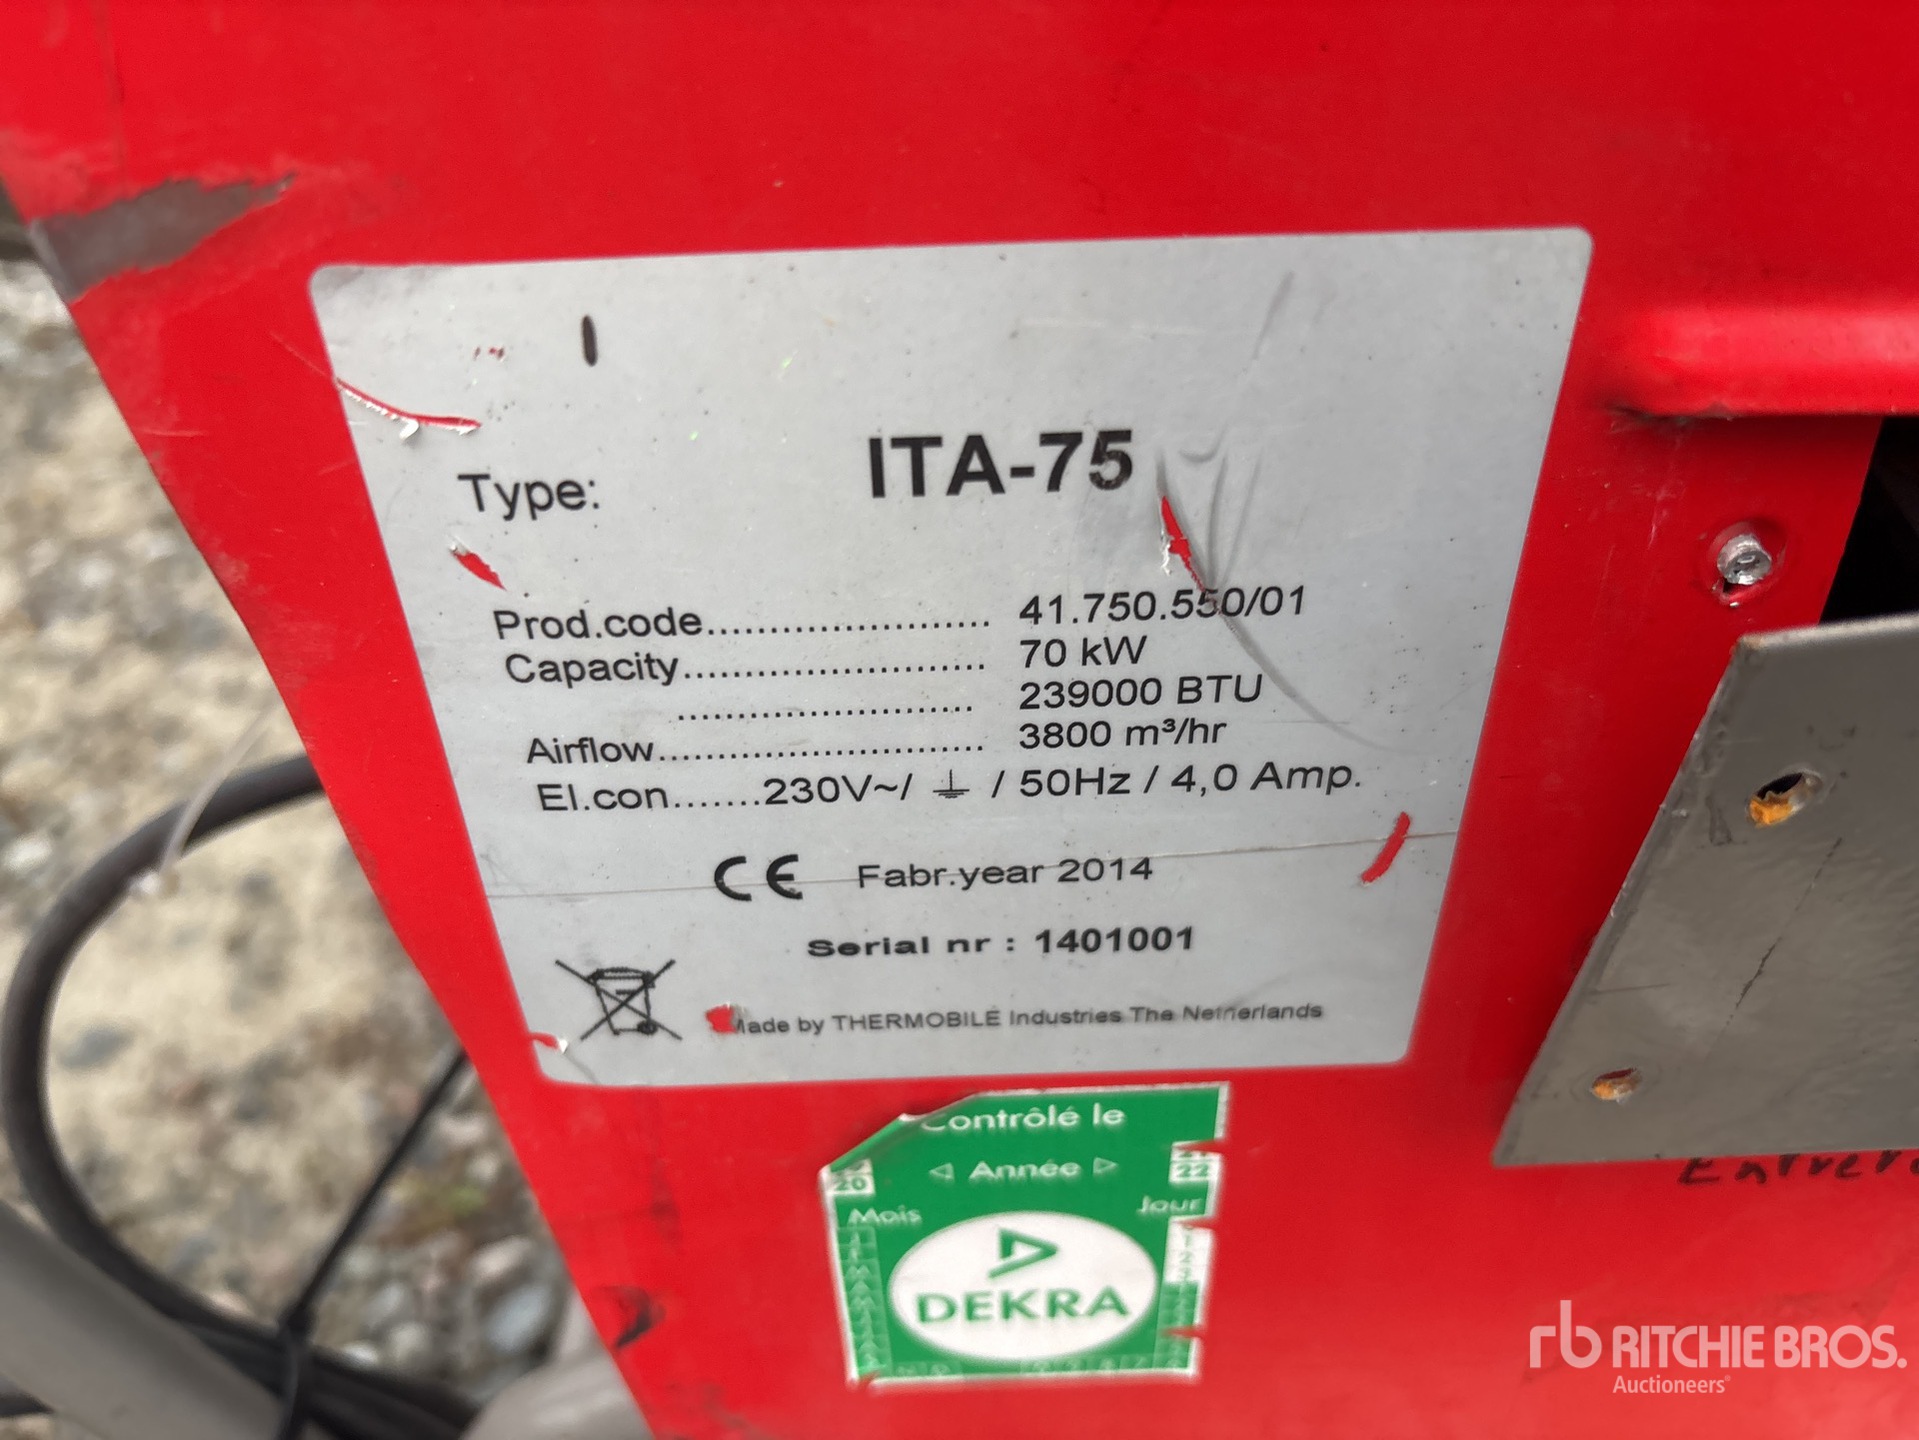 Type: ITA-75
Prod.code....................... 41.750.550/01
Capacity......................... 70 kW
......................... 239000 BTU
Airflow........................... 3800 m³/hr
El.con.......230V~/ ⏚ / 50Hz / 4,0 Amp.
CE Fabr.year 2014
Serial nr : 1401001
Made by THERMOBILE Industries The Netherlands
Contrôlé le
◁ Année ▷
20 22
Mois Jour
DEKRA
rb RITCHIE BROS.
Auctioneers